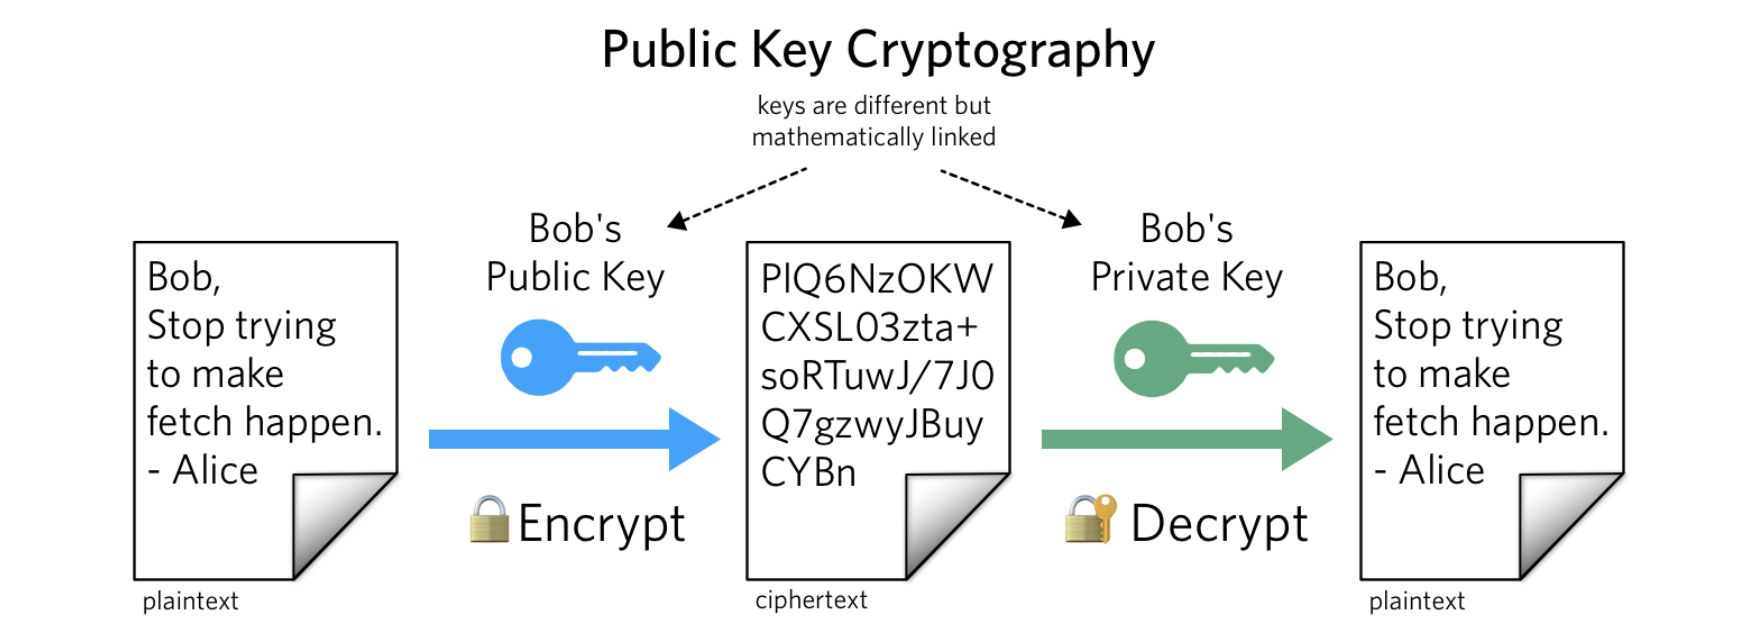 Public Key Cryptography
keys are different but
mathematically linked
Bob,
Stop trying
to make
fetch happen.
- Alice
plaintext
Bob's
Public Key
Encrypt
PlQ6NzOKW
CXSL03zta+
soRTuwJ/7J0
Q7gzwyJBuy
CYBn
ciphertext
Bob's
Private Key
Decrypt
Bob,
Stop trying
to make
fetch happen.
- Alice
plaintext